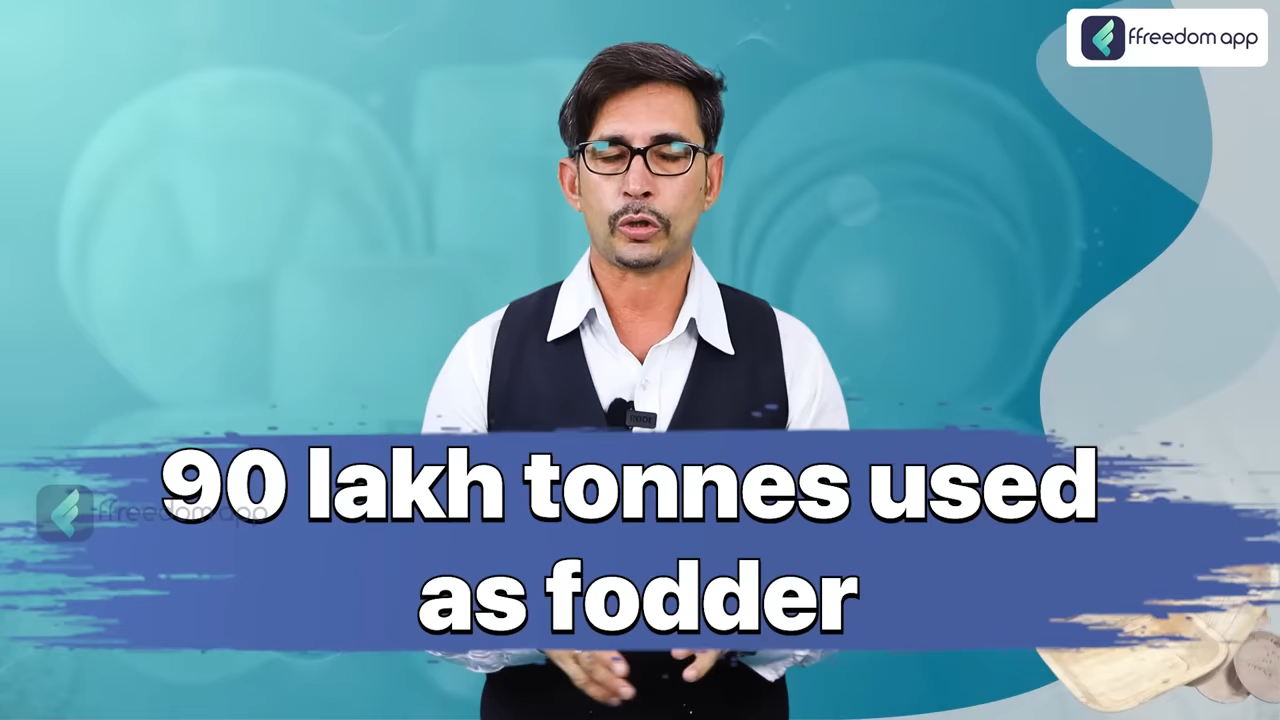 ffreedom app
90 lakh tonnes used
ffreedom app
as fodder